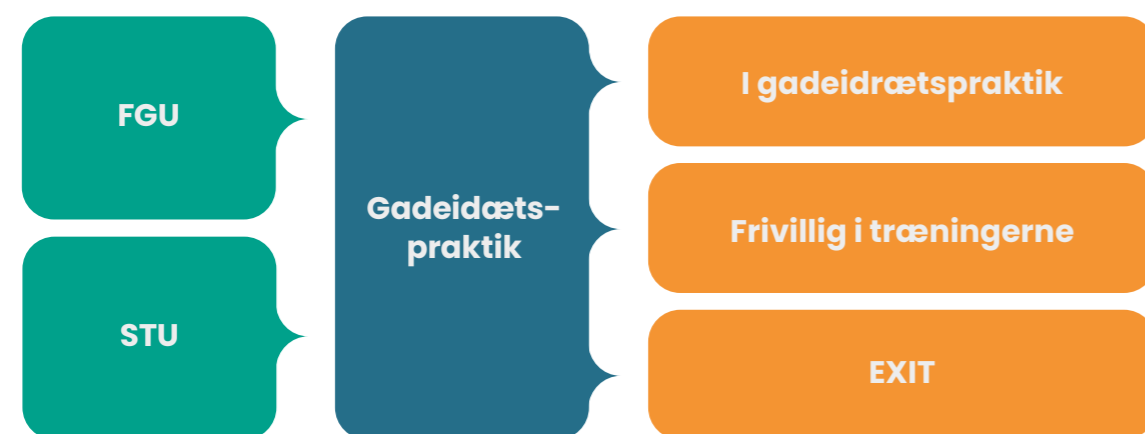 FGU
STU
Gadeidæts-
praktik
I gadeidrætspraktik
Frivillig i træningerne
EXIT